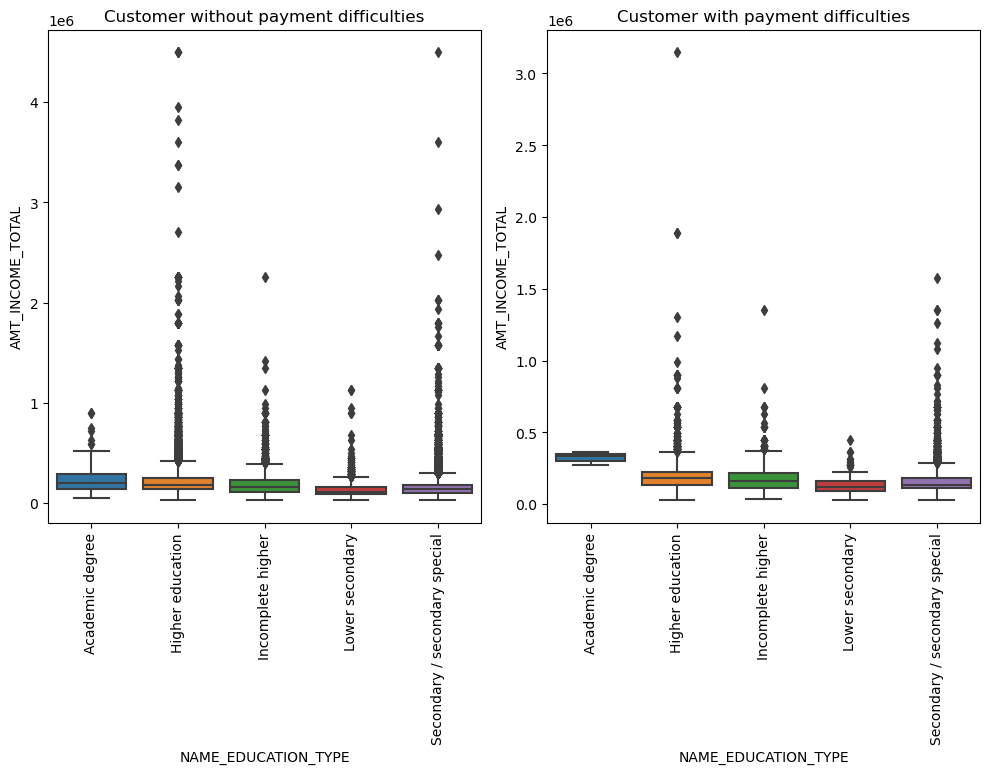 Customer without payment difficulties
1e6
4
3
2
1
0
AMT_INCOME_TOTAL
Academic degree
Higher education
Incomplete higher
Lower secondary
Secondary / secondary special
NAME_EDUCATION_TYPE
Customer with payment difficulties
1e6
3.0
2.5
2.0
1.5
1.0
0.5
0.0
AMT_INCOME_TOTAL
Academic degree
Higher education
Incomplete higher
Lower secondary
Secondary / secondary special
NAME_EDUCATION_TYPE